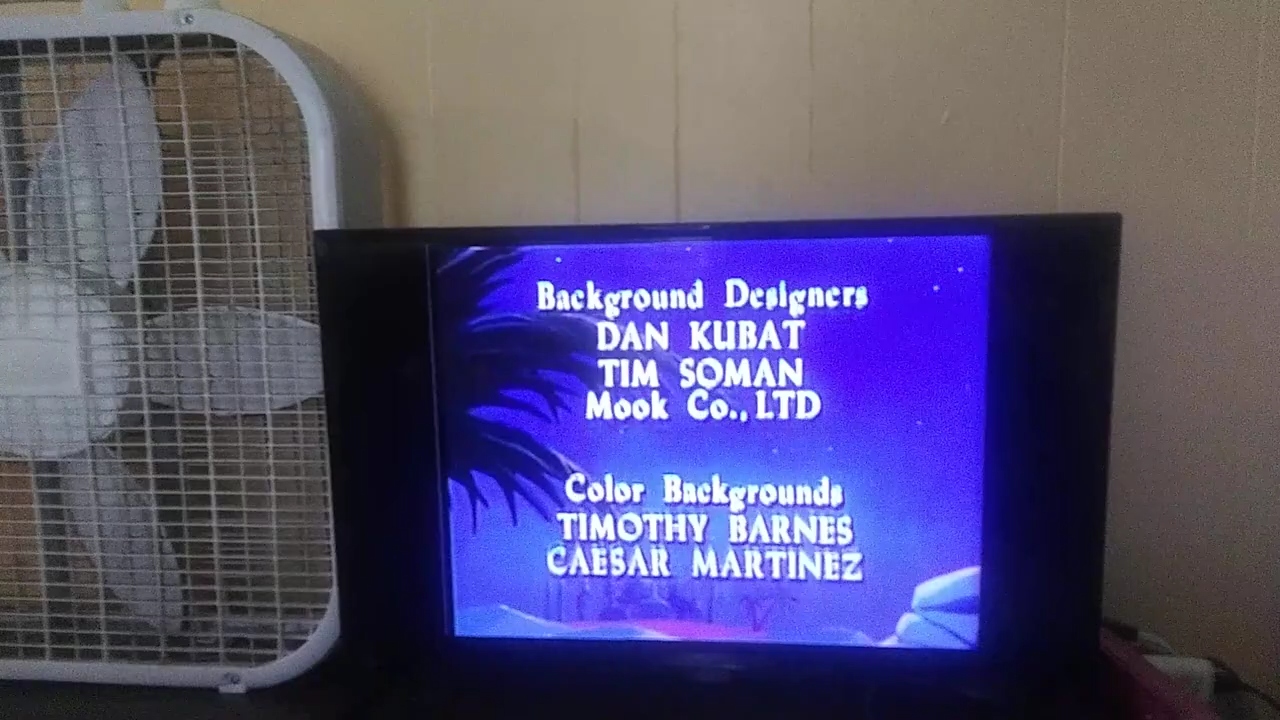 Background Designers
DAN KUBAT
TIM SOMAN
Mook Co., LTD
Color Backgrounds
TIMOTHY BARNES
CAESAR MARTINEZ